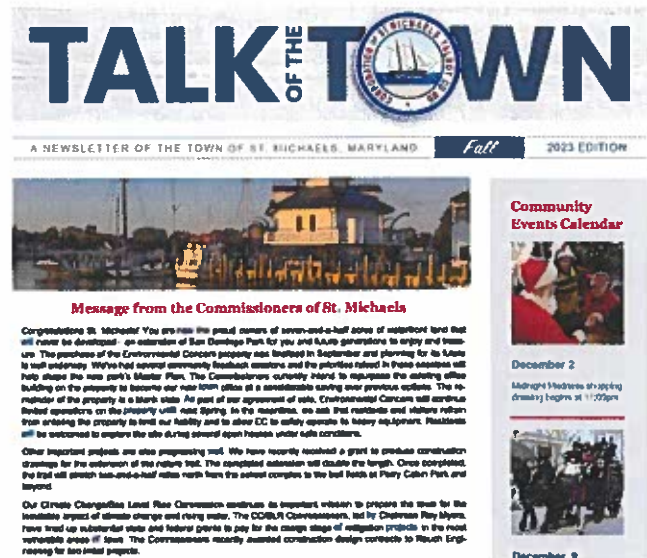 TALK OF THE TOWN
CORPORATION OF ST MICHAELS TALBOT CO MD
A NEWSLETTER OF THE TOWN OF ST. MICHAELS, MARYLAND
Fall
2023 EDITION
Message from the Commissioners of St. Michaels
Congratulations St. Michaels! You are now the proud owners of seven-and-a-half acres of waterfront land that
will never be developed - an extension of San Domingo Park for you and future generations to enjoy and treas-
ure. The purchase of the Environmental Concern property was finalized in September and planning for its future
is well underway. We've had several community feedback sessions and the priorities raised in these sessions will
help shape the new park's Master Plan. The Commissioners currently intend to repurpose the existing office
building on the property to become our new town office at a considerable saving over previous options. The re-
mainder of the property is a blank slate. As part of our agreement of sale, Environmental Concern will continue
limited operations on the property until next Spring. In the meantime, we ask that residents and visitors refrain
from entering the property to limit our liability and to allow EC to safely operate its heavy equipment. Residents
will be welcomed to explore the site during several open houses under safe conditions.
Other important projects are also progressing well. We have recently received a grant to produce construction
drawings for the extension of the nature trail. The completed extension will double the length. Once completed,
the trail will stretch two-and-a-half miles north from the school complex to the ball fields at Perry Cabin Park and
beyond.
Our Climate Change/Sea Level Rise Commission continues its important mission to prepare the town for the
inevitable impact of climate change and rising water. The CC/SLR Commissioners, led by Chairman Roy Myers,
have lined up substantial state and federal grants to pay for the design stage of mitigation projects in the most
vulnerable areas of town. The Commissioners recently awarded construction design contracts to Rauch Engi-
neering for two initial projects.
Community
Events Calendar
December 2
Midnight Madness shopping
drawing begins at 11:00pm
December 9